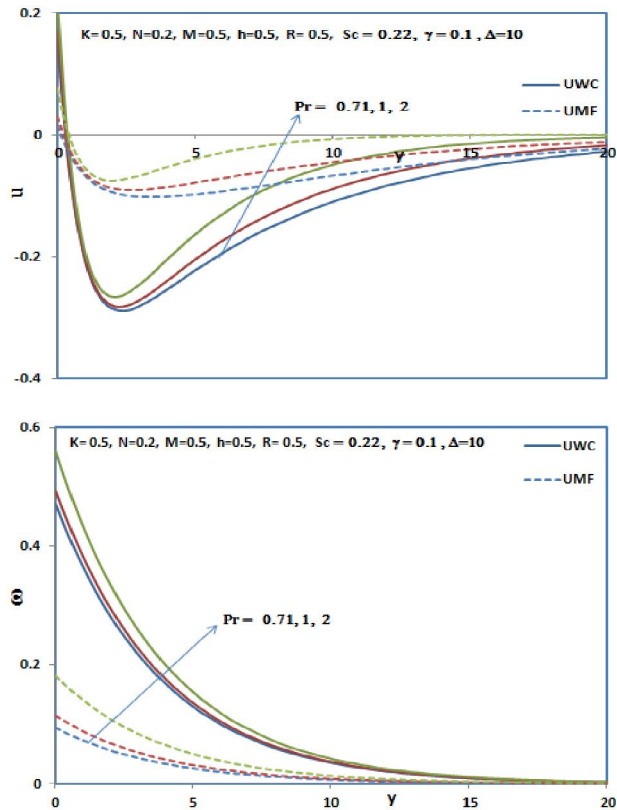 0.2
K= 0.5, N=0.2, M=0.5, h=0.5, R= 0.5, Sc = 0.22, γ = 0.1 , Δ=10
UWC
UMF
Pr = 0.71, 1, 2
0
0 5 10 y 15 20
u
-0.2
-0.4
0.6
K= 0.5, N=0.2, M=0.5, h=0.5, R= 0.5, Sc = 0.22, γ = 0.1 , Δ=10
UWC
UMF
0.4
ω
Pr = 0.71, 1, 2
0.2
0
0 5 10 y 15 20